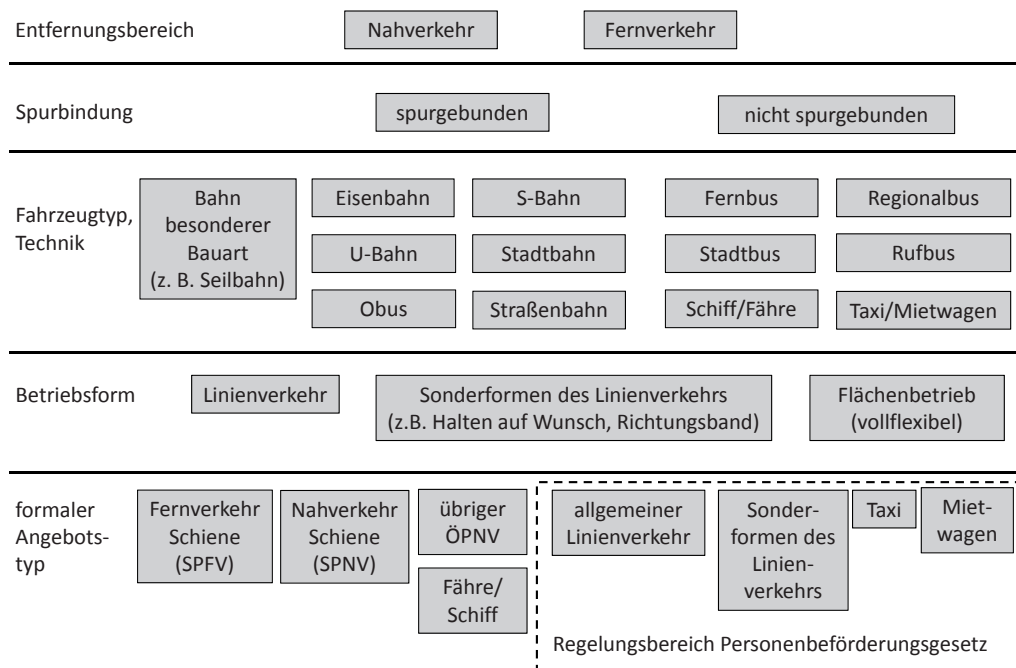 Entfernungsbereich
Nahverkehr
Fernverkehr
Spurbindung
spurgebunden
nicht spurgebunden
Fahrzeugtyp,
Technik
Bahn
besonderer
Bauart
(z. B. Seilbahn)
Eisenbahn
S-Bahn
Fernbus
Regionalbus
U-Bahn
Stadtbahn
Stadtbus
Rufbus
Obus
Straßenbahn
Schiff/Fähre
Taxi/Mietwagen
Betriebsform
Linienverkehr
Sonderformen des Linienverkehrs
(z.B. Halten auf Wunsch, Richtungsband)
Flächenbetrieb
(vollflexibel)
formaler
Angebots-
typ
Fernverkehr
Schiene
(SPFV)
Nahverkehr
Schiene
(SPNV)
übriger
ÖPNV
Fähre/
Schiff
allgemeiner
Linienverkehr
Sonder-
formen des
Linien-
verkehrs
Taxi
Miet-
wagen
Regelungsbereich Personenbeförderungsgesetz